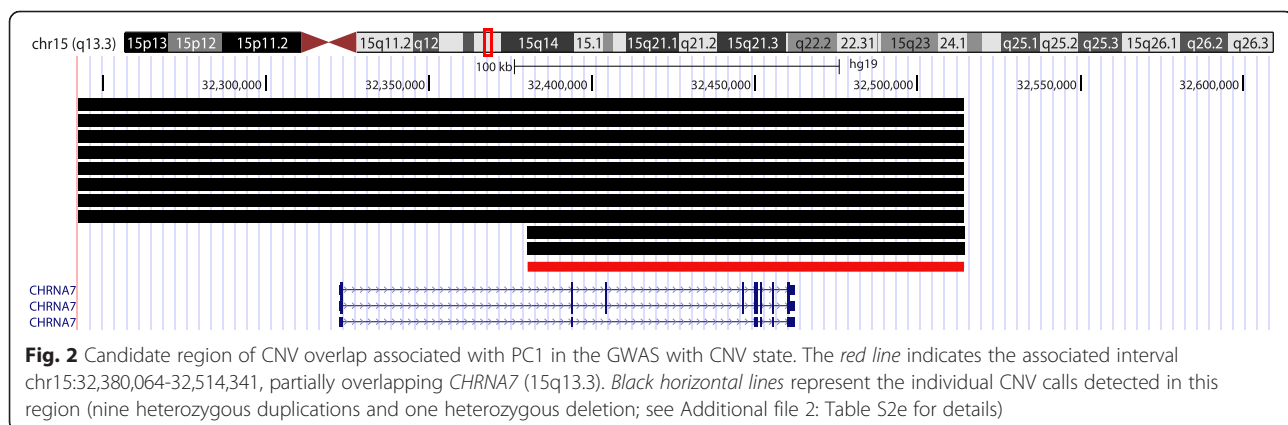 chr15 (q13.3) 15p13 15p12 15p11.2 15q11.2 q12 15q14 15.1 15q21.1 q21.2 15q21.3 q22.2 22.31 15q23 24.1 q25.1 q25.2 q25.3 15q26.1 q26.2 q26.3
100 kb hg19
32,300,000 32,350,000 32,400,000 32,450,000 32,500,000 32,550,000 32,600,000
CHRNA7
CHRNA7
CHRNA7
Fig. 2 Candidate region of CNV overlap associated with PC1 in the GWAS with CNV state. The red line indicates the associated interval
chr15:32,380,064-32,514,341, partially overlapping CHRNA7 (15q13.3). Black horizontal lines represent the individual CNV calls detected in this
region (nine heterozygous duplications and one heterozygous deletion; see Additional file 2: Table S2e for details)